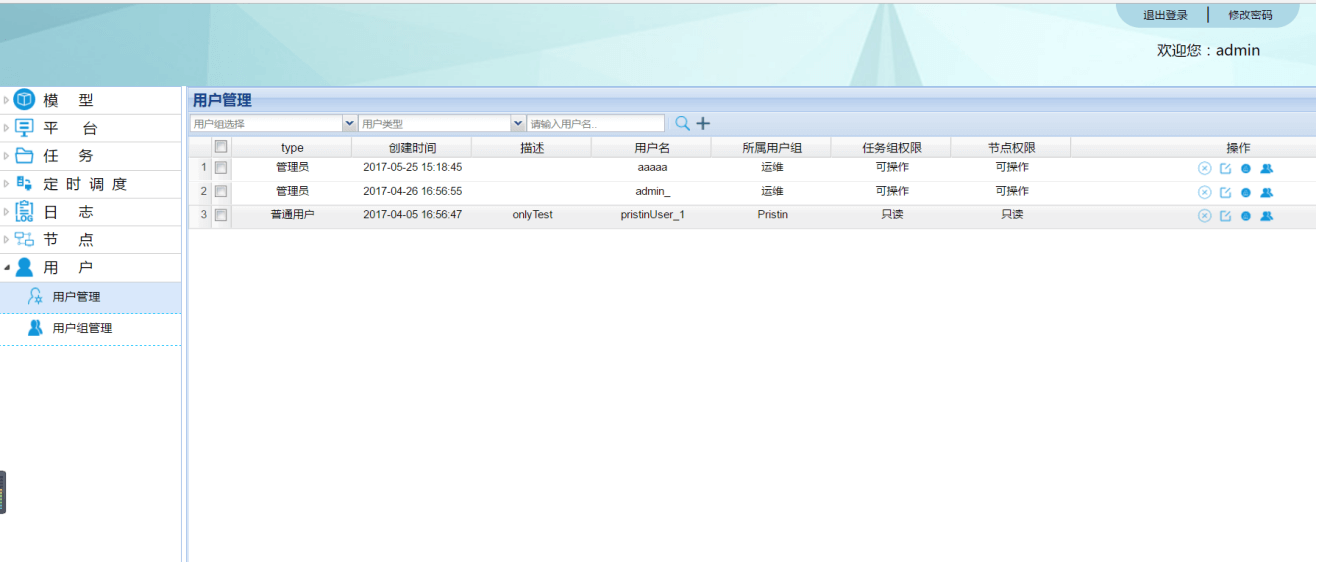 退出登录 | 修改密码
欢迎您：admin
模 型
平 台
任 务
定 时 调 度
LOG 日 志
节 点
用 户
用户管理
用户组管理
用户管理
用户组选择 用户类型 请输入用户名..
type 创建时间 描述 用户名 所属用户组 任务组权限 节点权限 操作
1 管理员 2017-05-25 15:18:45 aaaaa 运维 可操作 可操作
2 管理员 2017-04-26 16:56:55 admin_ 运维 可操作 可操作
3 普通用户 2017-04-05 16:56:47 onlyTest pristinUser_1 Pristin 只读 只读